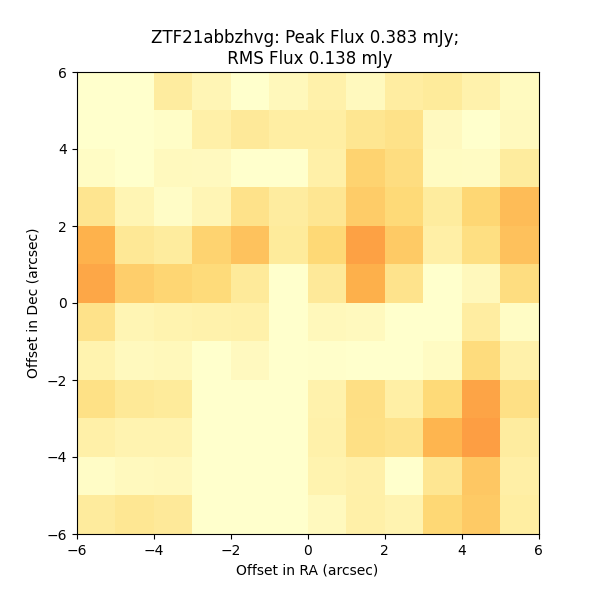 ZTF21abbzhvg: Peak Flux 0.383 mJy;
RMS Flux 0.138 mJy
6
4
2
0
−2
−4
−6
Offset in Dec (arcsec)
−6 −4 −2 0 2 4 6
Offset in RA (arcsec)